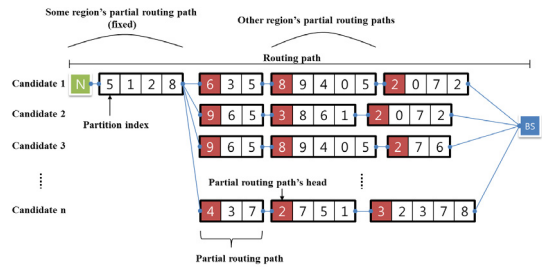 Some region's partial routing path
(fixed)
Other region's partial routing paths
Routing path
Candidate 1 N 5 1 2 8 6 3 5 8 9 4 0 5 2 0 7 2
Candidate 2 9 6 5 3 8 6 1 2 0 7 2
Partition index
BS
Candidate 3 9 6 5 8 9 4 0 5 2 7 6
Partial routing path's head
Candidate n 4 3 7 2 7 5 1 3 2 3 7 8
Partial routing path